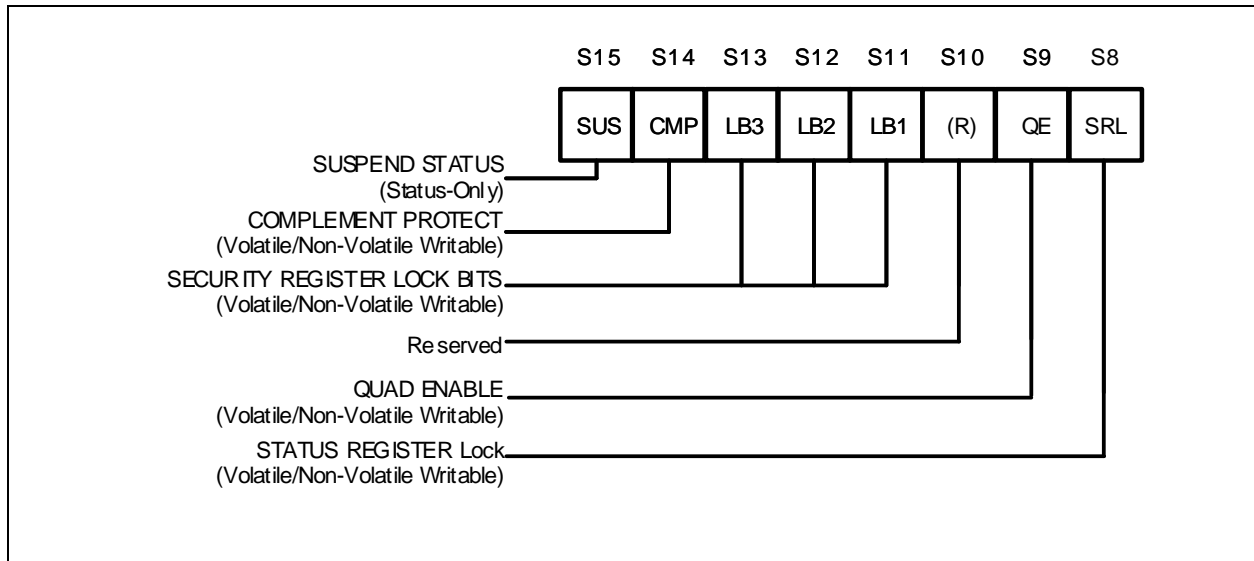 S15 S14 S13 S12 S11 S10 S9 S8
SUS CMP LB3 LB2 LB1 (R) QE SRL
SUSPEND STATUS
(Status-Only)
COMPLEMENT PROTECT
(Volatile/Non-Volatile Writable)
SECURITY REGISTER LOCK BITS
(Volatile/Non-Volatile Writable)
Reserved
QUAD ENABLE
(Volatile/Non-Volatile Writable)
STATUS REGISTER Lock
(Volatile/Non-Volatile Writable)